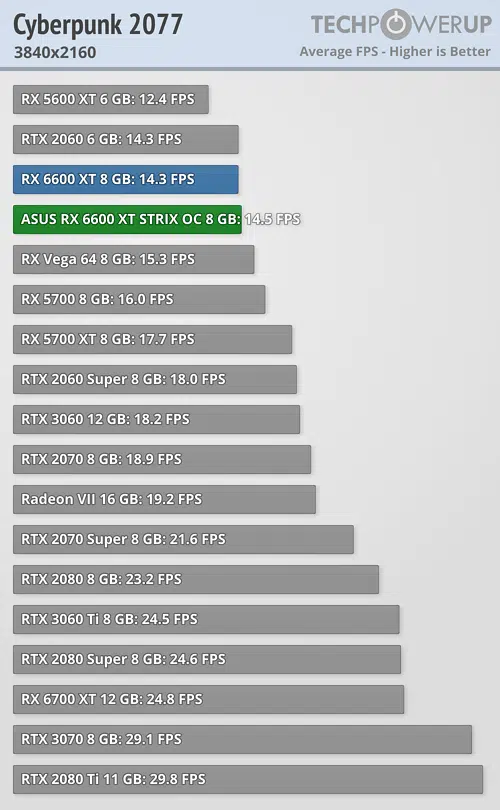 Cyberpunk 2077
TECHPOWERUP
3840x2160
Average FPS - Higher is Better
RX 5600 XT 6 GB: 12.4 FPS
RTX 2060 6 GB: 14.3 FPS
RX 6600 XT 8 GB: 14.3 FPS
ASUS RX 6600 XT STRIX OC 8 GB: 14.5 FPS
RX Vega 64 8 GB: 15.3 FPS
RX 5700 8 GB: 16.0 FPS
RX 5700 XT 8 GB: 17.7 FPS
RTX 2060 Super 8 GB: 18.0 FPS
RTX 3060 12 GB: 18.2 FPS
RTX 2070 8 GB: 18.9 FPS
Radeon VII 16 GB: 19.2 FPS
RTX 2070 Super 8 GB: 21.6 FPS
RTX 2080 8 GB: 23.2 FPS
RTX 3060 Ti 8 GB: 24.5 FPS
RTX 2080 Super 8 GB: 24.6 FPS
RX 6700 XT 12 GB: 24.8 FPS
RTX 3070 8 GB: 29.1 FPS
RTX 2080 Ti 11 GB: 29.8 FPS